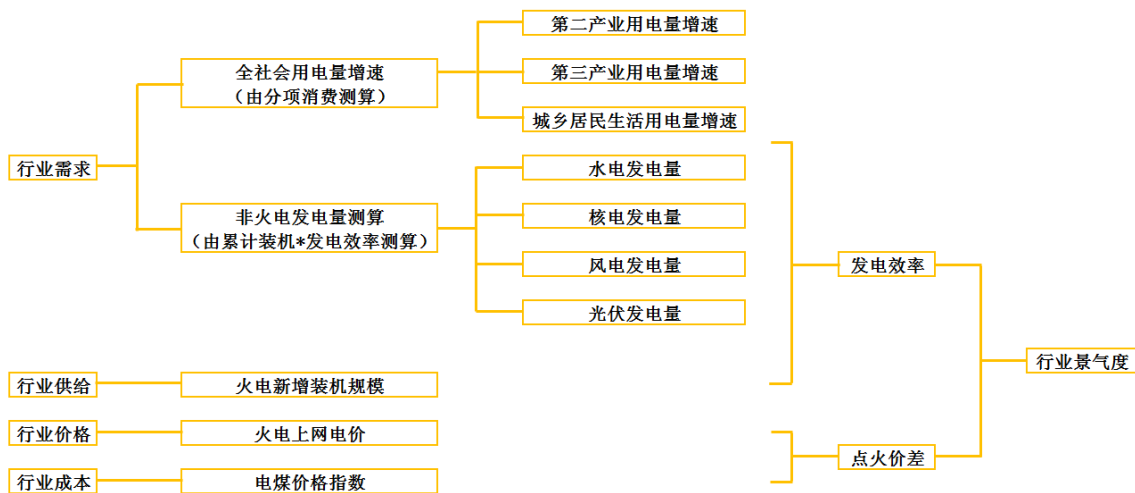 行业需求
全社会用电量增速
（由分项消费测算）
第二产业用电量增速
第三产业用电量增速
城乡居民生活用电量增速
非火电发电量测算
（由累计装机*发电效率测算）
水电发电量
核电发电量
风电发电量
光伏发电量
行业供给
火电新增装机规模
行业价格
火电上网电价
行业成本
电煤价格指数
发电效率
点火价差
行业景气度